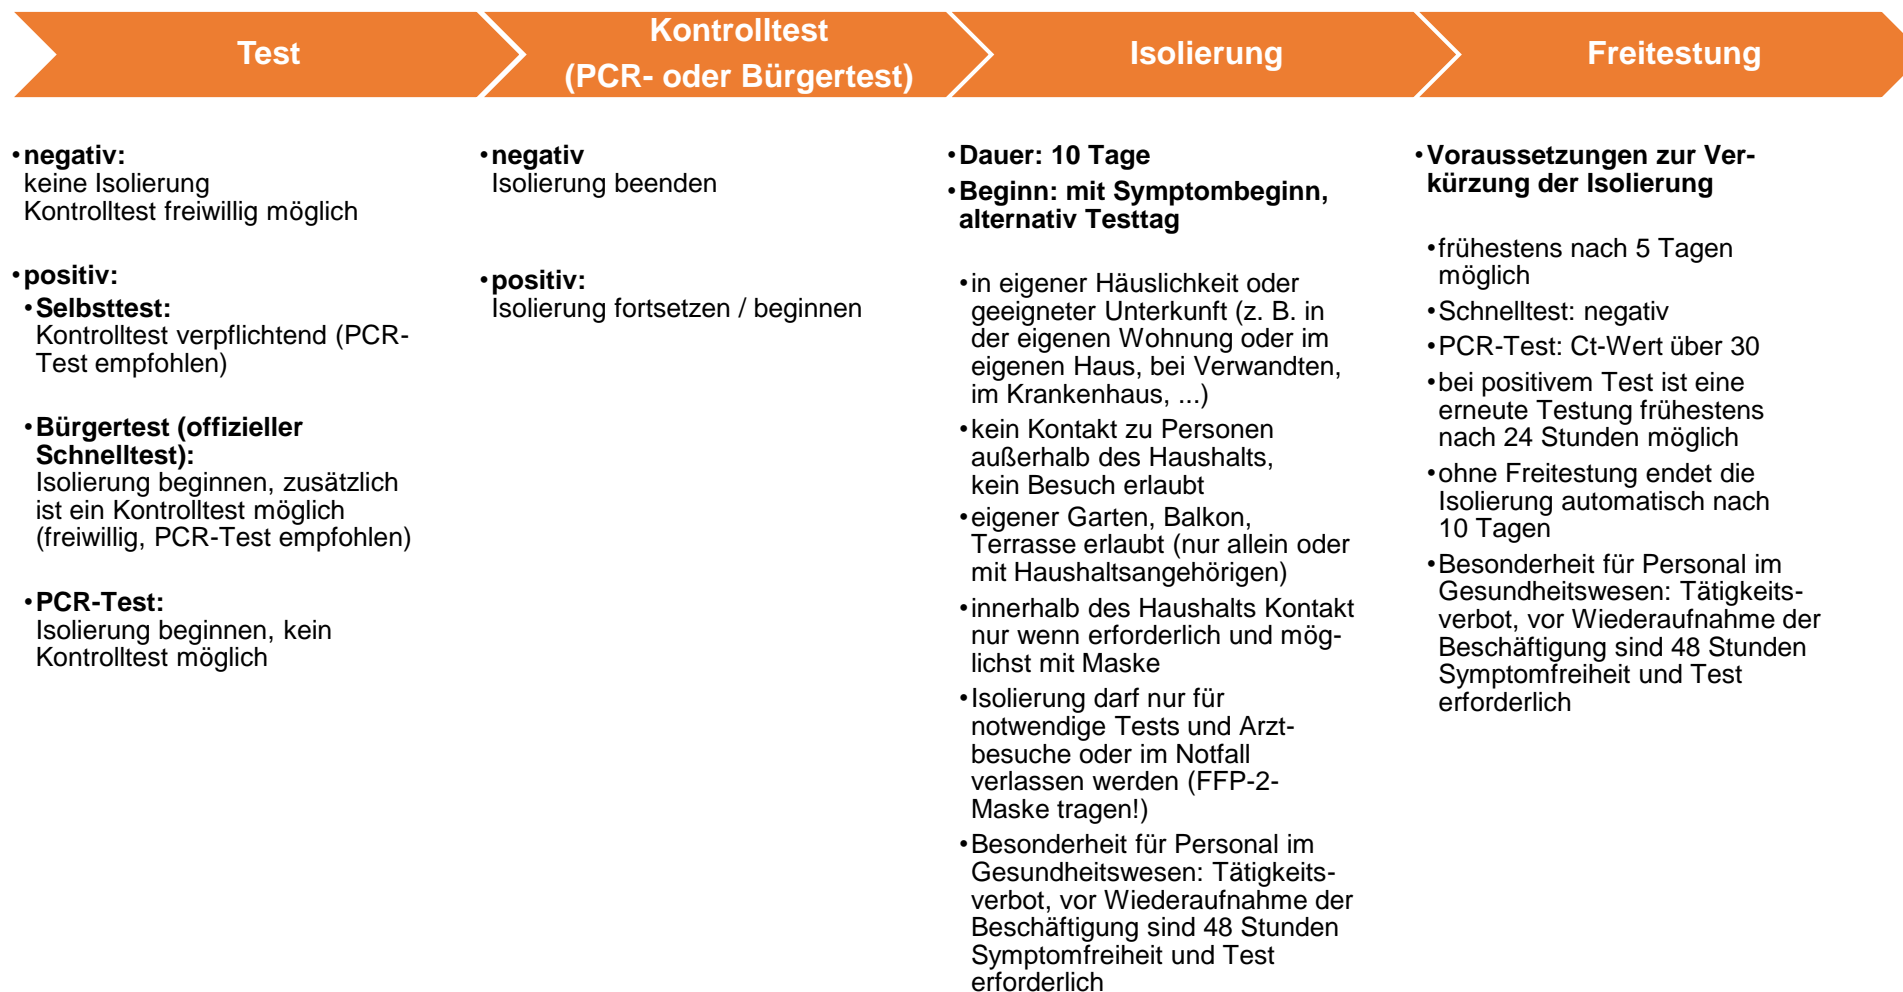 Test
Kontrolltest
(PCR- oder Bürgertest)
Isolierung
Freitestung
•negativ:
keine Isolierung
Kontrolltest freiwillig möglich
•positiv:
•Selbsttest:
Kontrolltest verpflichtend (PCR-
Test empfohlen)
•Bürgertest (offizieller
Schnelltest):
Isolierung beginnen, zusätzlich
ist ein Kontrolltest möglich
(freiwillig, PCR-Test empfohlen)
•PCR-Test:
Isolierung beginnen, kein
Kontrolltest möglich
•negativ
Isolierung beenden
•positiv:
Isolierung fortsetzen / beginnen
•Dauer: 10 Tage
•Beginn: mit Symptombeginn,
alternativ Testtag
•in eigener Häuslichkeit oder
geeigneter Unterkunft (z. B. in
der eigenen Wohnung oder im
eigenen Haus, bei Verwandten,
im Krankenhaus, ...)
•kein Kontakt zu Personen
außerhalb des Haushalts,
kein Besuch erlaubt
•eigener Garten, Balkon,
Terrasse erlaubt (nur allein oder
mit Haushaltsangehörigen)
•innerhalb des Haushalts Kontakt
nur wenn erforderlich und mög-
lichst mit Maske
•Isolierung darf nur für
notwendige Tests und Arzt-
besuche oder im Notfall
verlassen werden (FFP-2-
Maske tragen!)
•Besonderheit für Personal im
Gesundheitswesen: Tätigkeits-
verbot, vor Wiederaufnahme der
Beschäftigung sind 48 Stunden
Symptomfreiheit und Test
erforderlich
•Voraussetzungen zur Ver-
kürzung der Isolierung
•frühestens nach 5 Tagen
möglich
•Schnelltest: negativ
•PCR-Test: Ct-Wert über 30
•bei positivem Test ist eine
erneute Testung frühestens
nach 24 Stunden möglich
•ohne Freitestung endet die
Isolierung automatisch nach
10 Tagen
•Besonderheit für Personal im
Gesundheitswesen: Tätigkeits-
verbot, vor Wiederaufnahme der
Beschäftigung sind 48 Stunden
Symptomfreiheit und Test
erforderlich